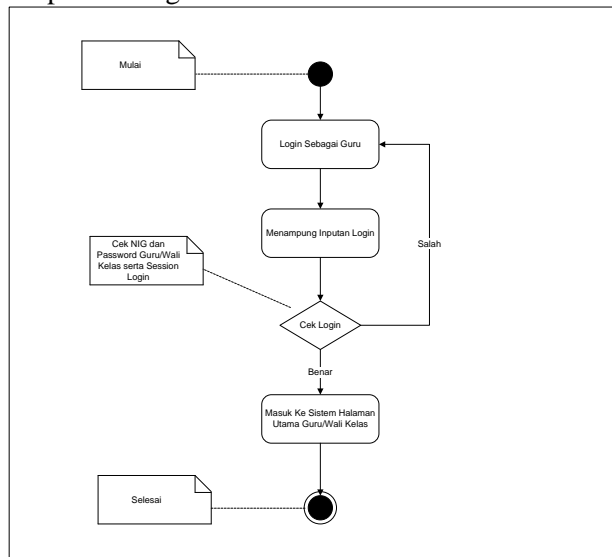 Mulai
Login Sebagai Guru
Menampung Inputan Login
Salah
Cek NIG dan
Password Guru/Wali
Kelas serta Session
Login
Cek Login
Benar
Masuk Ke Sistem Halaman
Utama Guru/Wali Kelas
Selesai